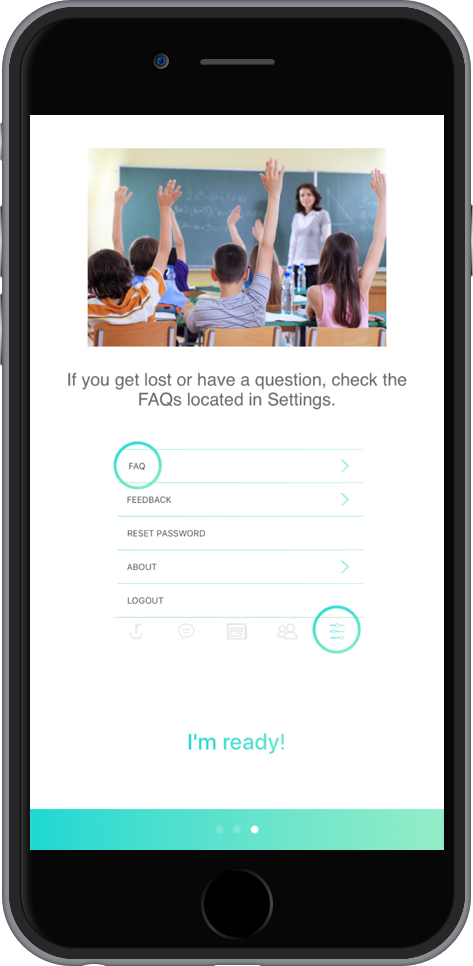 If you get lost or have a question, check the
FAQs located in Settings.
FAQ
FEEDBACK
RESET PASSWORD
ABOUT
LOGOUT
I'm ready!